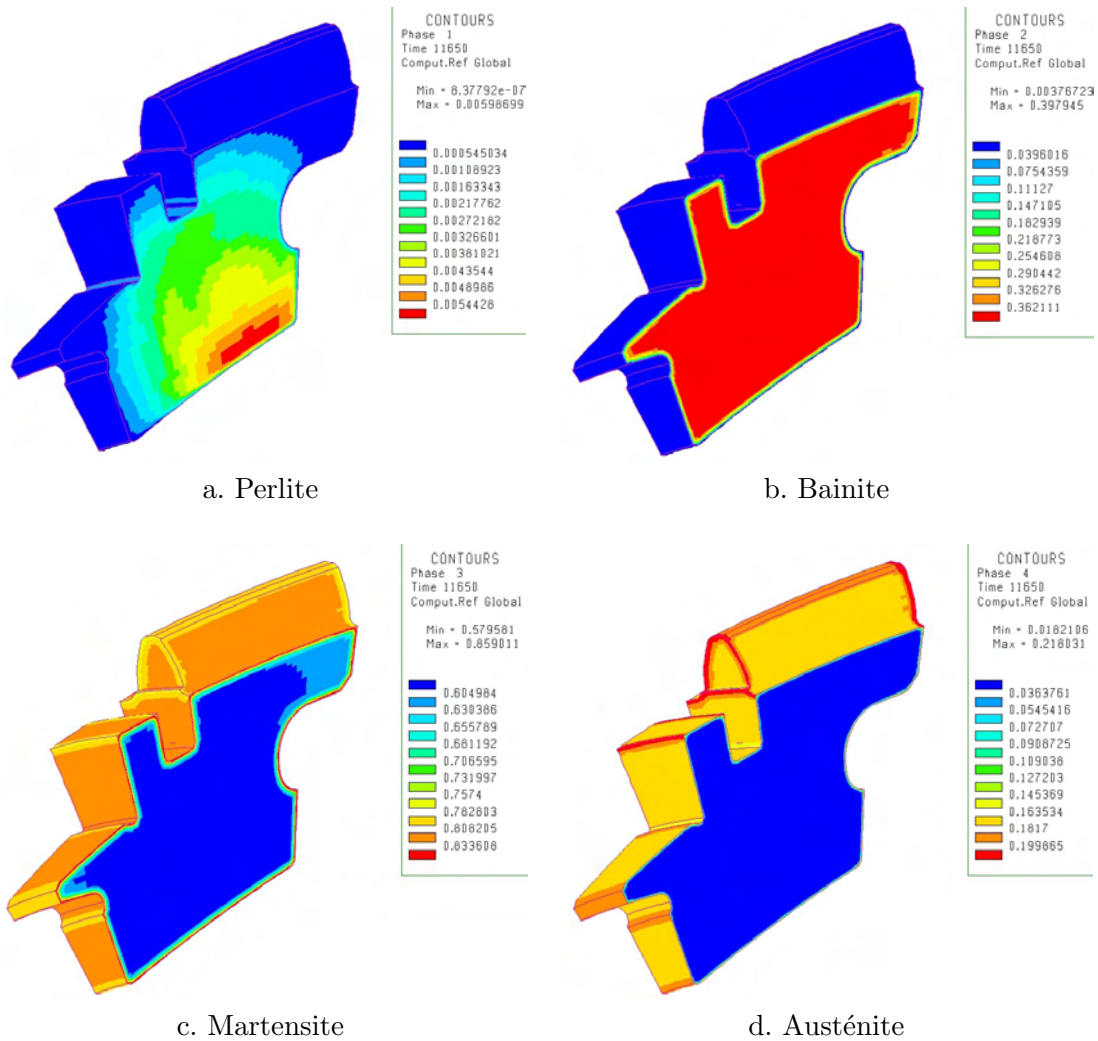 CONTOURS
Phase 1
Time 11650
Comput.Ref Global
Min = 8.37792e-07
Max = 0.00598699
0.000545034
0.00108923
0.00163343
0.00217762
0.00272182
0.00326601
0.00381021
0.0043544
0.0048986
0.0054428
a. Perlite
CONTOURS
Phase 2
Time 11650
Comput.Ref Global
Min = 0.00376723
Max = 0.397945
0.0396016
0.0754359
0.11127
0.147105
0.182939
0.218773
0.254608
0.290442
0.326276
0.362111
b. Bainite
CONTOURS
Phase 3
Time 11650
Comput.Ref Global
Min = 0.579581
Max = 0.859011
0.604984
0.630386
0.655789
0.681192
0.706595
0.731997
0.7574
0.782803
0.808205
0.833608
c. Martensite
CONTOURS
Phase 4
Time 11650
Comput.Ref Global
Min = 0.0182106
Max = 0.218031
0.0363761
0.0545416
0.072707
0.0908725
0.109038
0.127203
0.145369
0.163534
0.1817
0.199865
d. Austénite